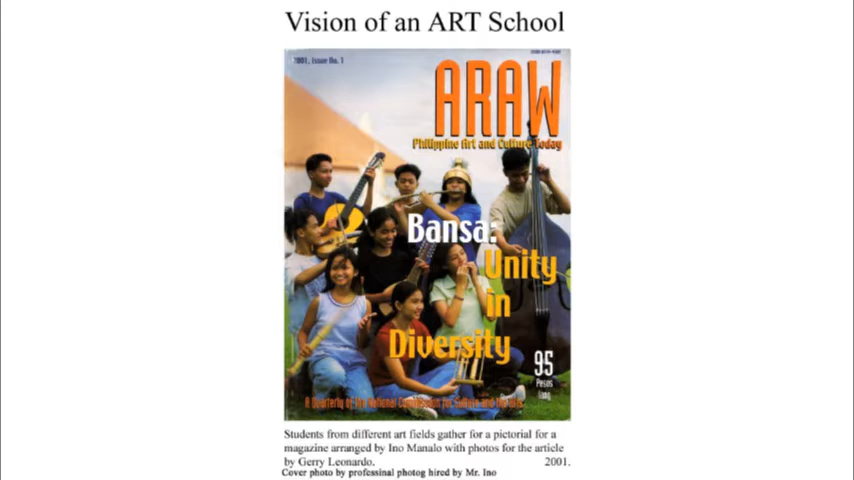 Vision of an ART School
2001, Issue No. 1
ARAW
Philippine Art and Culture Today
Bansa:
Unity
in
Diversity
95
Pesos
lang
A Quarterly of the National Commission for Culture and the Arts
Students from different art fields gather for a pictorial for a
magazine arranged by Ino Manalo with photos for the article
by Gerry Leonardo. 2001.
Cover photo by professinal photog hired by Mr. Ino